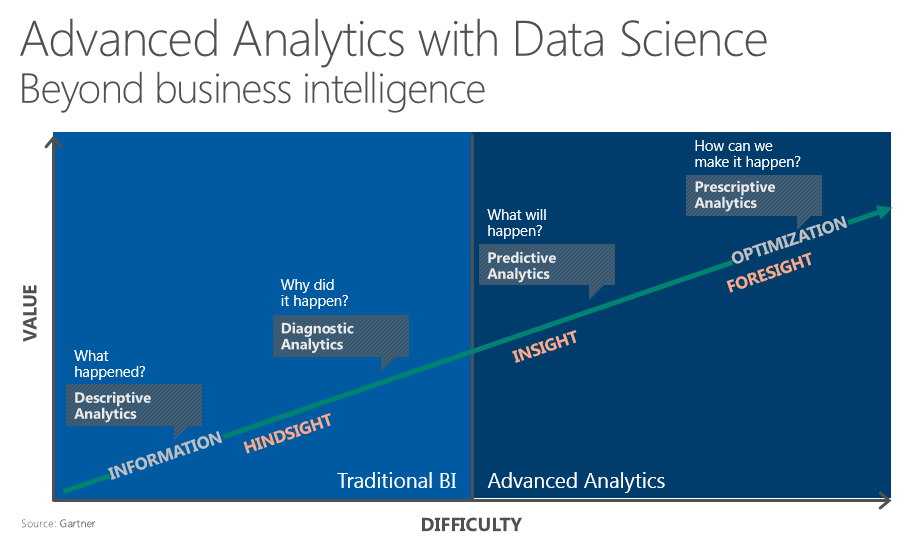 Advanced Analytics with Data Science
Beyond business intelligence
How can we
make it happen?
Prescriptive
Analytics
What will
happen?
Predictive
Analytics
OPTIMIZATION
FORESIGHT
Why did
it happen?
Diagnostic
Analytics
INSIGHT
What
happened?
Descriptive
Analytics
INFORMATION
HINDSIGHT
VALUE
Traditional BI
Advanced Analytics
Source: Gartner
DIFFICULTY